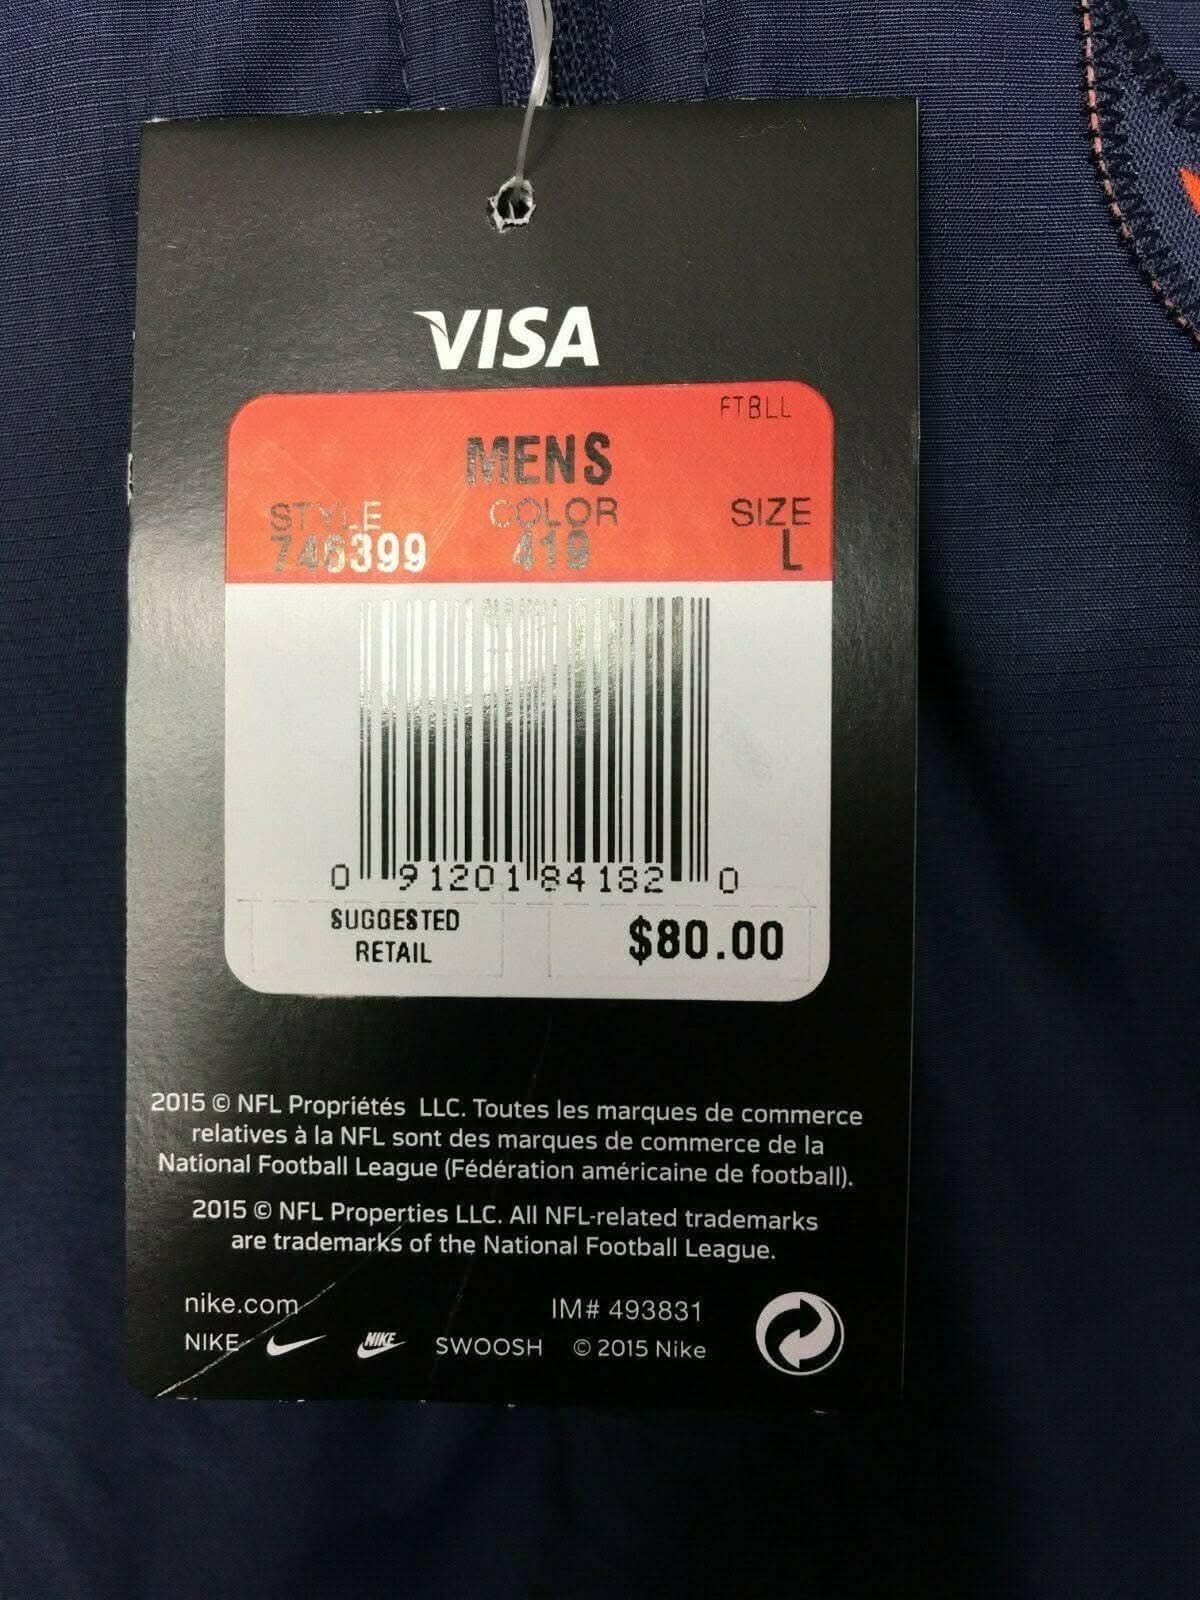 VISA
FTBLL
MENS
STYLE COLOR SIZE
746399 419 L
0 91201 84182 0
SUGGESTED
RETAIL
$80.00
2015 © NFL Propriétés LLC. Toutes les marques de commerce
relatives à la NFL sont des marques de commerce de la
National Football League (Fédération américaine de football).
2015 © NFL Properties LLC. All NFL-related trademarks
are trademarks of the National Football League.
nike.com IM# 493831
NIKE NIKE SWOOSH © 2015 Nike